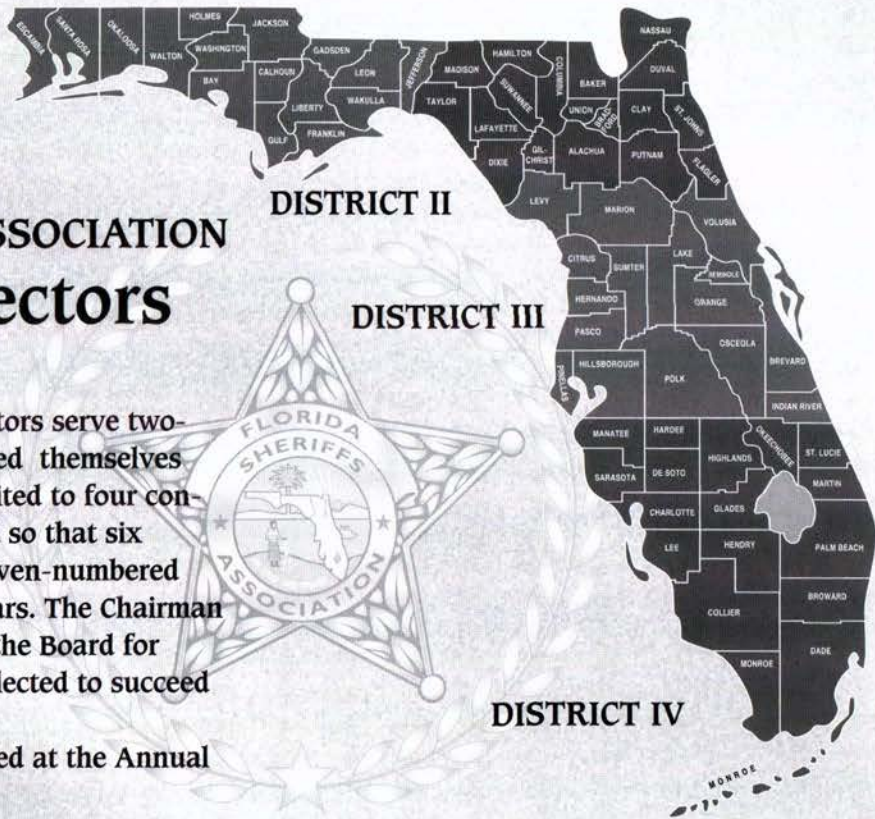 HOLMES
JACKSON
ESCAMBIA
SANTA ROSA
OKALOOSA
WALTON
WASHINGTON
BAY
CALHOUN
GADSDEN
LEON
LIBERTY
WAKULLA
GULF
FRANKLIN
JEFFERSON
MADISON
TAYLOR
HAMILTON
SUWANNEE
LAFAYETTE
DIXIE
COLUMBIA
BAKER
NASSAU
DUVAL
UNION
BRAD-
FORD
CLAY
ST. JOHNS
GIL-
CHRIST
ALACHUA
PUTNAM
FLAGLER
LEVY
MARION
VOLUSIA
CITRUS
SUMTER
LAKE
SEMINOLE
HERNANDO
ORANGE
PASCO
OSCEOLA
BREVARD
PINELLAS
HILLSBOROUGH
POLK
INDIAN RIVER
MANATEE
HARDEE
HIGHLANDS
OKEECHOBEE
ST. LUCIE
SARASOTA
DE SOTO
MARTIN
CHARLOTTE
GLADES
LEE
HENDRY
PALM BEACH
COLLIER
BROWARD
MONROE
DADE
MONROE
DISTRICT II
DISTRICT III
DISTRICT IV
SSOCIATION
ectors
tors serve two-
ed themselves
ited to four con-
so that six
ven-numbered
ars. The Chairman
the Board for
lected to succeed
ed at the Annual
FLORIDA
SHERIFFS
ASSOCIATION